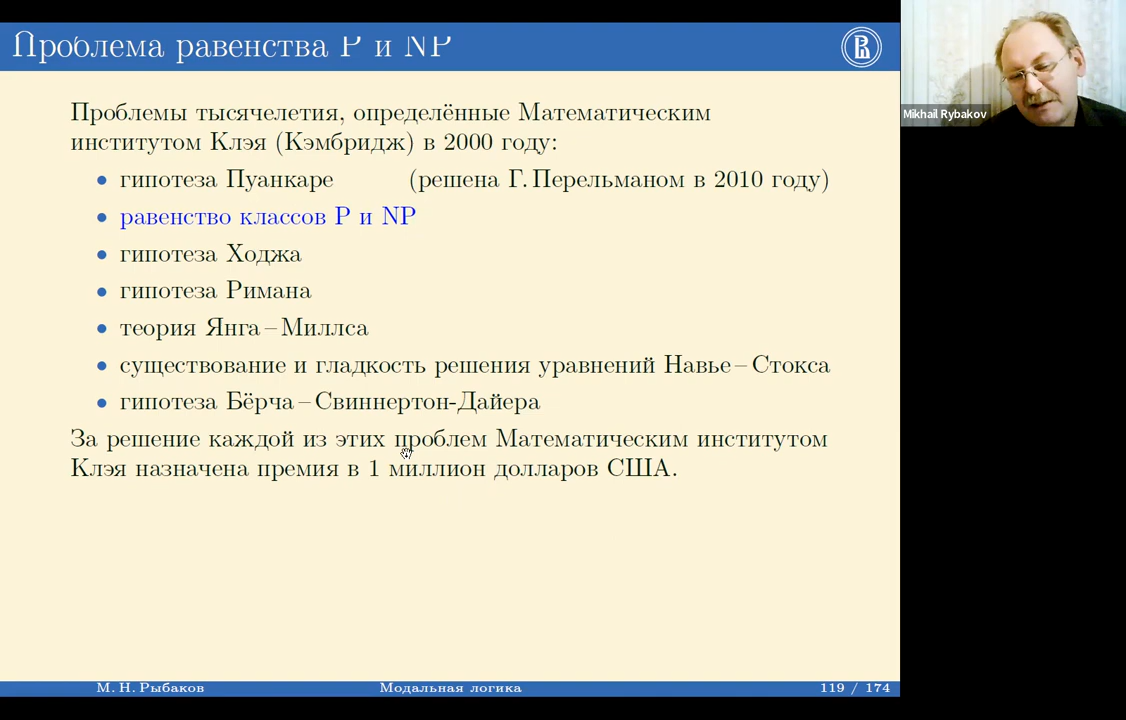 Проблема равенства P и NP
Проблемы тысячелетия, определённые Математическим
институтом Клэя (Кэмбридж) в 2000 году:
• гипотеза Пуанкаре (решена Г. Перельманом в 2010 году)
• равенство классов P и NP
• гипотеза Ходжа
• гипотеза Римана
• теория Янга – Миллса
• существование и гладкость решения уравнений Навье – Стокса
• гипотеза Бёрча – Свиннертон-Дайера
За решение каждой из этих проблем Математическим институтом
Клэя назначена премия в 1 миллион долларов США.
М. Н. Рыбаков Модальная логика 119 / 174
Mikhail Rybakov